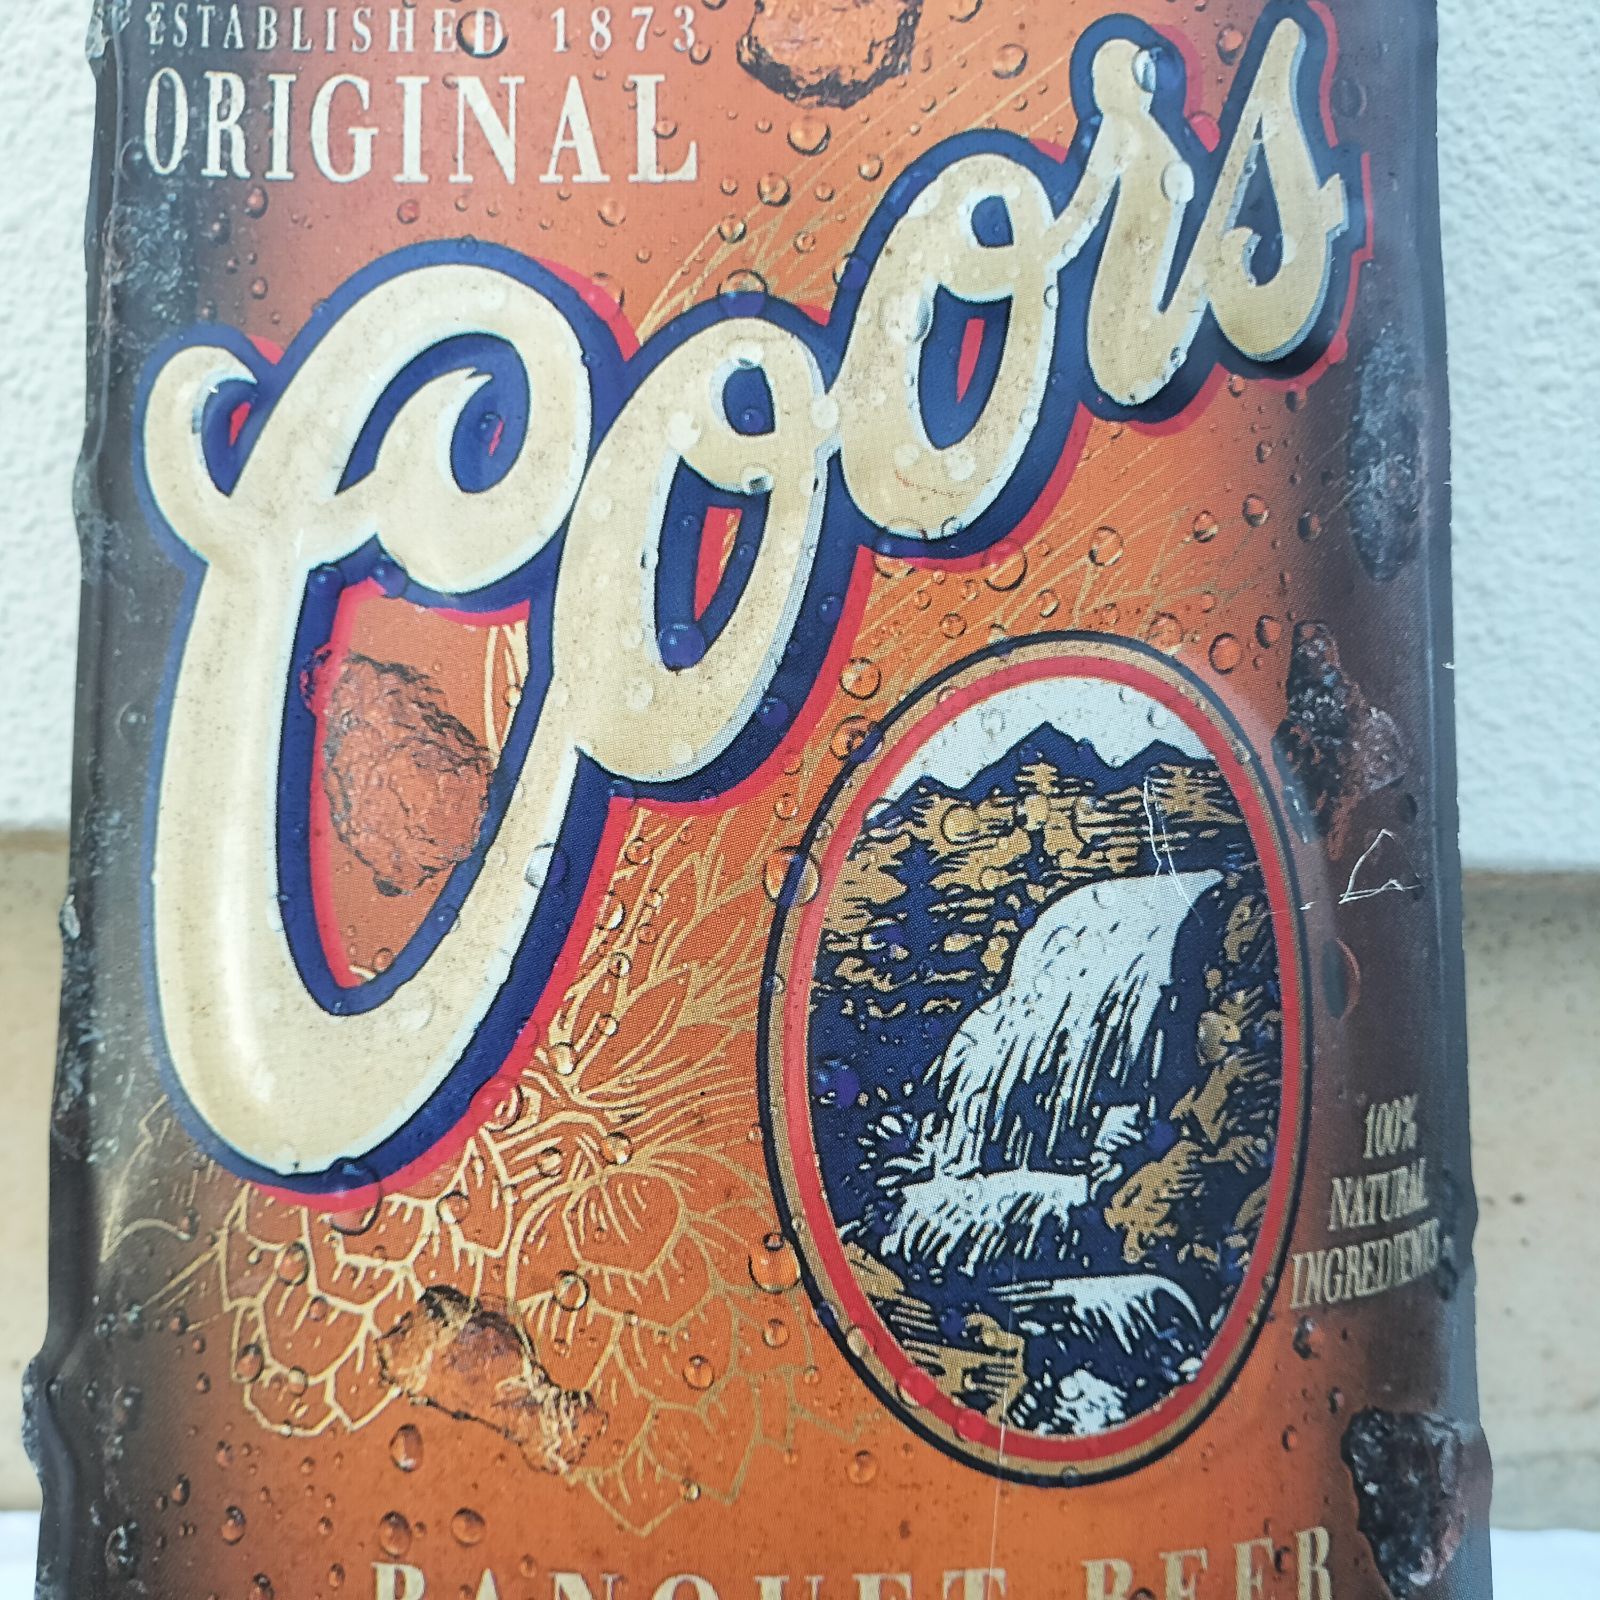 ESTABLISHED 1873
ORIGINAL
Coors
100%
NATURAL
INGREDIENTS
BANQUET BEER